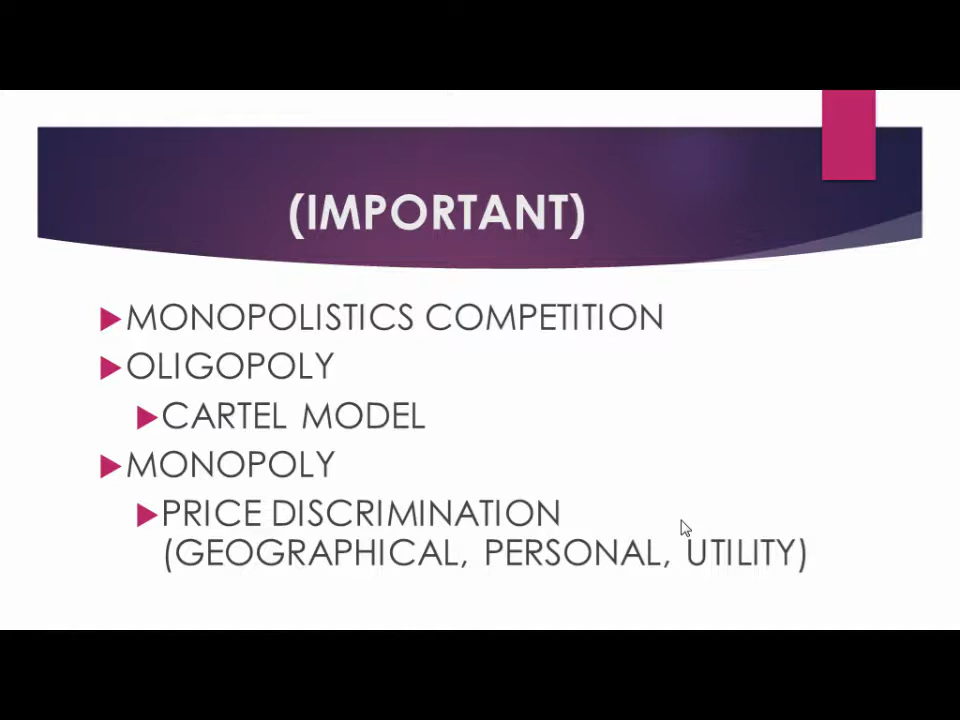 (IMPORTANT)
MONOPOLISTICS COMPETITION
OLIGOPOLY
CARTEL MODEL
MONOPOLY
PRICE DISCRIMINATION
(GEOGRAPHICAL, PERSONAL, UTILITY)